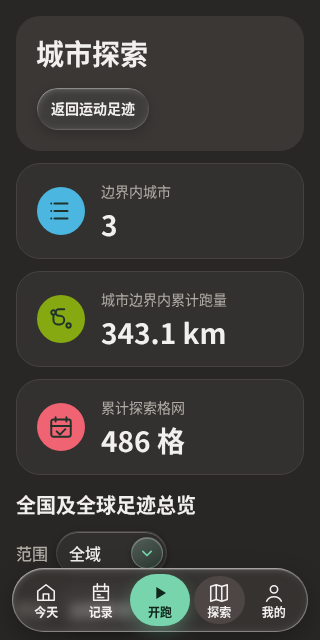 城市探索
返回运动足迹
边界内城市
3
城市边界内累计跑量
343.1 km
累计探索格网
486 格
全国及全球足迹总览
范围 全域
今天 记录 开跑 探索 我的